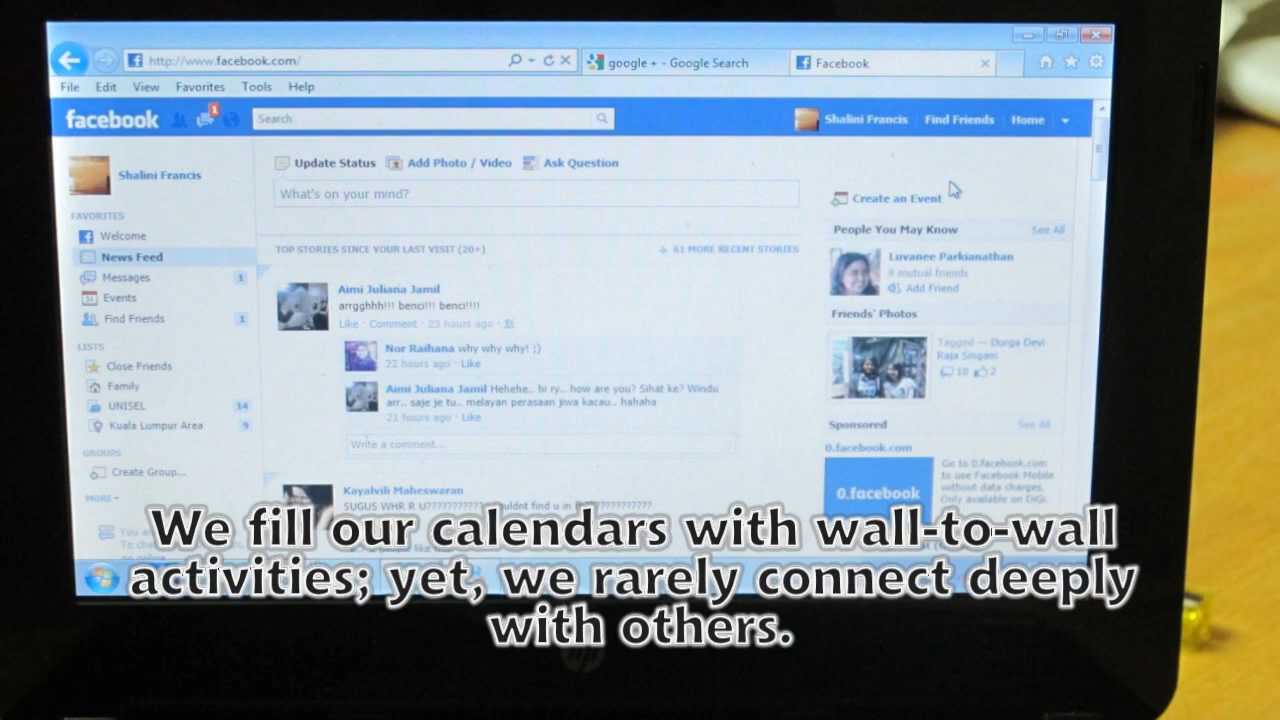 http://www.facebook.com/
google + - Google Search
Facebook
File Edit View Favorites Tools Help
facebook
1
Search
Shalini Francis
Find Friends
Home
Shalini Francis
Update Status
Add Photo / Video
Ask Question
What's on your mind?
FAVORITES
Welcome
News Feed
Messages 1
Events
Find Friends 1
LISTS
Close Friends
Family
UNISEL 14
Kuala Lumpur Area 9
GROUPS
Create Group...
MORE
TOP STORIES SINCE YOUR LAST VISIT (20+)
61 MORE RECENT STORIES
Aimi Juliana Jamil
arrgghhh!!! benci!!! benci!!!!
Like · Comment · 23 hours ago
Nor Raihana why why why! ;)
22 hours ago · Like
Aimi Juliana Jamil Hehehe.. hi ry.. how are you? Sihat ke? Windu
arr.. saje je tu.. melayan perasaan jiwa kacau.. hahaha
21 hours ago · Like
Write a comment...
Kayalvili Maheswaran
SUGUS WHR R U????????????
Create an Event
People You May Know
See All
Luvanee Parkianathan
8 mutual friends
Add Friend
Friends' Photos
Tagged — Durga Devi
Raja Singam
18 2
Sponsored
See All
0.facebook.com
0.facebook
Go to 0.facebook.com
to use Facebook Mobile
without data charges.
Only available on DiGi.
We fill our calendars with wall-to-wall
activities; yet, we rarely connect deeply
with others.
hp